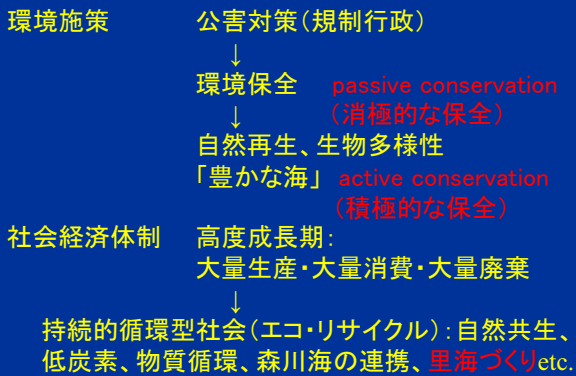 環境施策　公害対策（規制行政）
↓
環境保全　passive conservation
↓　（消極的な保全）
自然再生、生物多様性
「豊かな海」 active conservation
（積極的な保全）
社会経済体制　高度成長期：
大量生産・大量消費・大量廃棄
↓
持続的循環型社会（エコ・リサイクル）：自然共生、
低炭素、物質循環、森川海の連携、里海づくりetc.